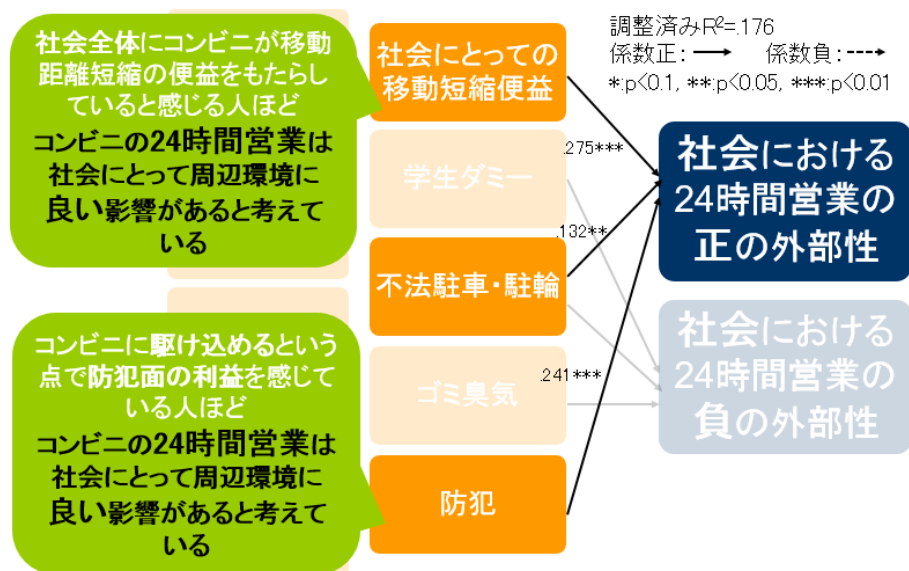 社会全体にコンビニが移動
距離短縮の便益をもたらし
ていると感じる人ほど
コンビニの24時間営業は
社会にとって周辺環境に
良い影響があると考えて
いる
コンビニに駆け込めるという
点で防犯面の利益を感じて
いる人ほど
コンビニの24時間営業は
社会にとって周辺環境に
良い影響があると考えて
いる
社会にとっての
移動短縮便益
学生ダミー
不法駐車・駐輪
ゴミ臭気
防犯
.275***
.132**
.241***
調整済みR²=.176
係数正: 係数負:
*:p<0.1, **:p<0.05, ***:p<0.01
社会における
24時間営業の
正の外部性
社会における
24時間営業の
負の外部性